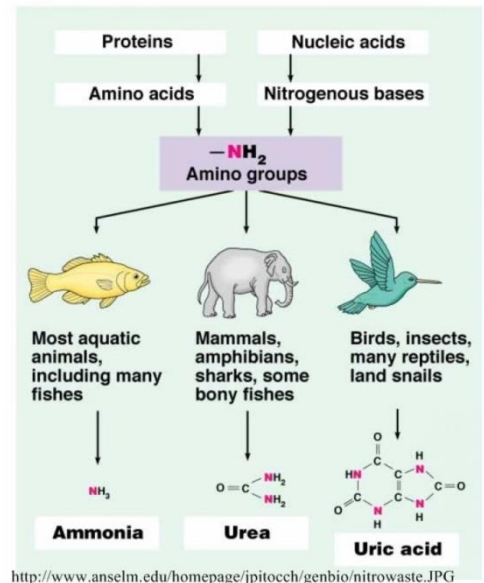 Proteins
Nucleic acids
Amino acids
Nitrogenous bases
—NH₂
Amino groups
Most aquatic
animals,
including many
fishes
Mammals,
amphibians,
sharks, some
bony fishes
Birds, insects,
many reptiles,
land snails
NH₃
O=C
NH₂
NH₂
O
C
HN
C
H
N
C=O
O
C
N
H
C
N
H
Ammonia
Urea
Uric acid
http://www.anselm.edu/homepage/jpitocch/genbio/nitrowaste.JPG